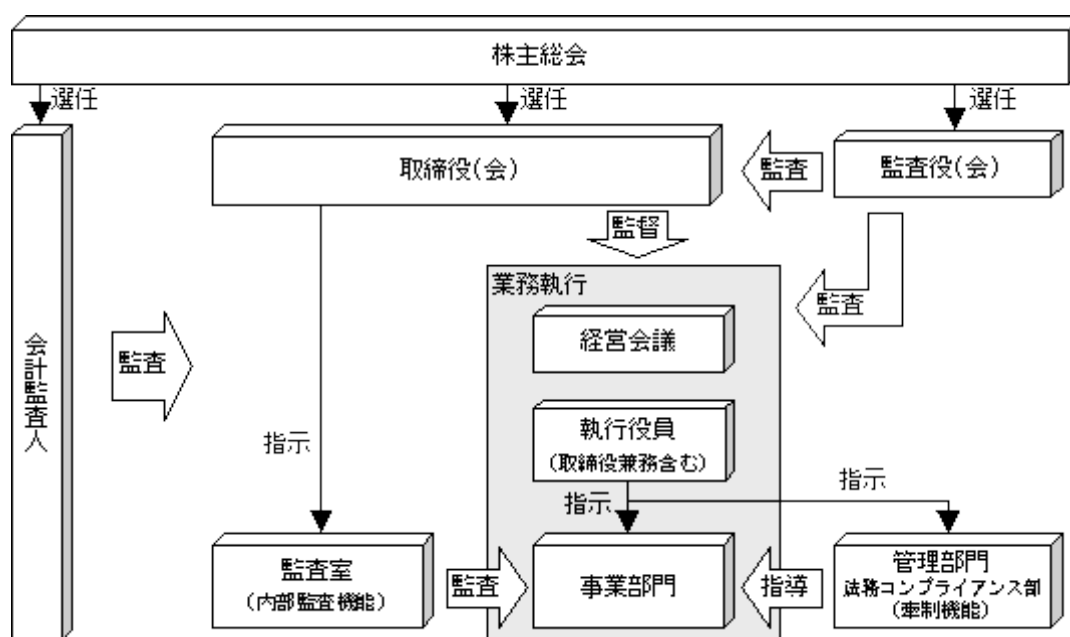 株主総会
選任
選任
選任
取締役(会)
監査
監査役(会)
監督
業務執行
監査
経営会議
会計監査人
監査
執行役員
(取締役兼務含む)
指示
指示
指示
監査室
(内部監査機能)
監査
事業部門
指導
管理部門
法務コンプライアンス部
(牽制機能)